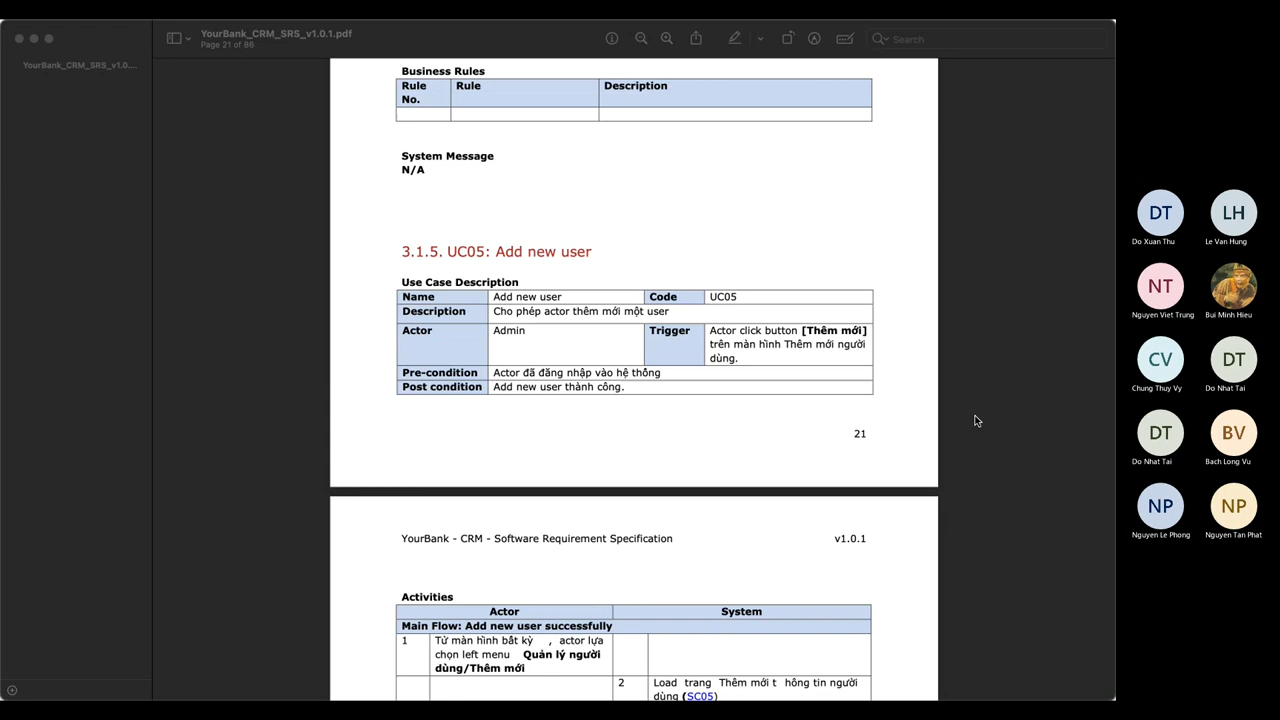 YourBank_CRM_SRS_v1.0.1.pdf
Page 21 of 86
Search
YourBank_CRM_SRS_v1.0....
Business Rules
Rule No. Rule Description
System Message
N/A
3.1.5. UC05: Add new user
Use Case Description
Name Add new user Code UC05
Description Cho phép actor thêm mới một user
Actor Admin Trigger Actor click button [Thêm mới]
trên màn hình Thêm mới người
dùng.
Pre-condition Actor đã đăng nhập vào hệ thống
Post condition Add new user thành công.
21
YourBank - CRM - Software Requirement Specification v1.0.1
Activities
Actor System
Main Flow: Add new user successfully
1 Từ màn hình bất kỳ , actor lựa
chọn left menu Quản lý người
dùng/Thêm mới
2 Load trang Thêm mới t hông tin người
dùng (SC05)
DT LH
Do Xuan Thu Le Van Hung
NT
Nguyen Viet Trung Bui Minh Hieu
CV DT
Chung Thuy Vy Do Nhat Tai
DT BV
Do Nhat Tai Bach Long Vu
NP NP
Nguyen Le Phong Nguyen Tan Phat